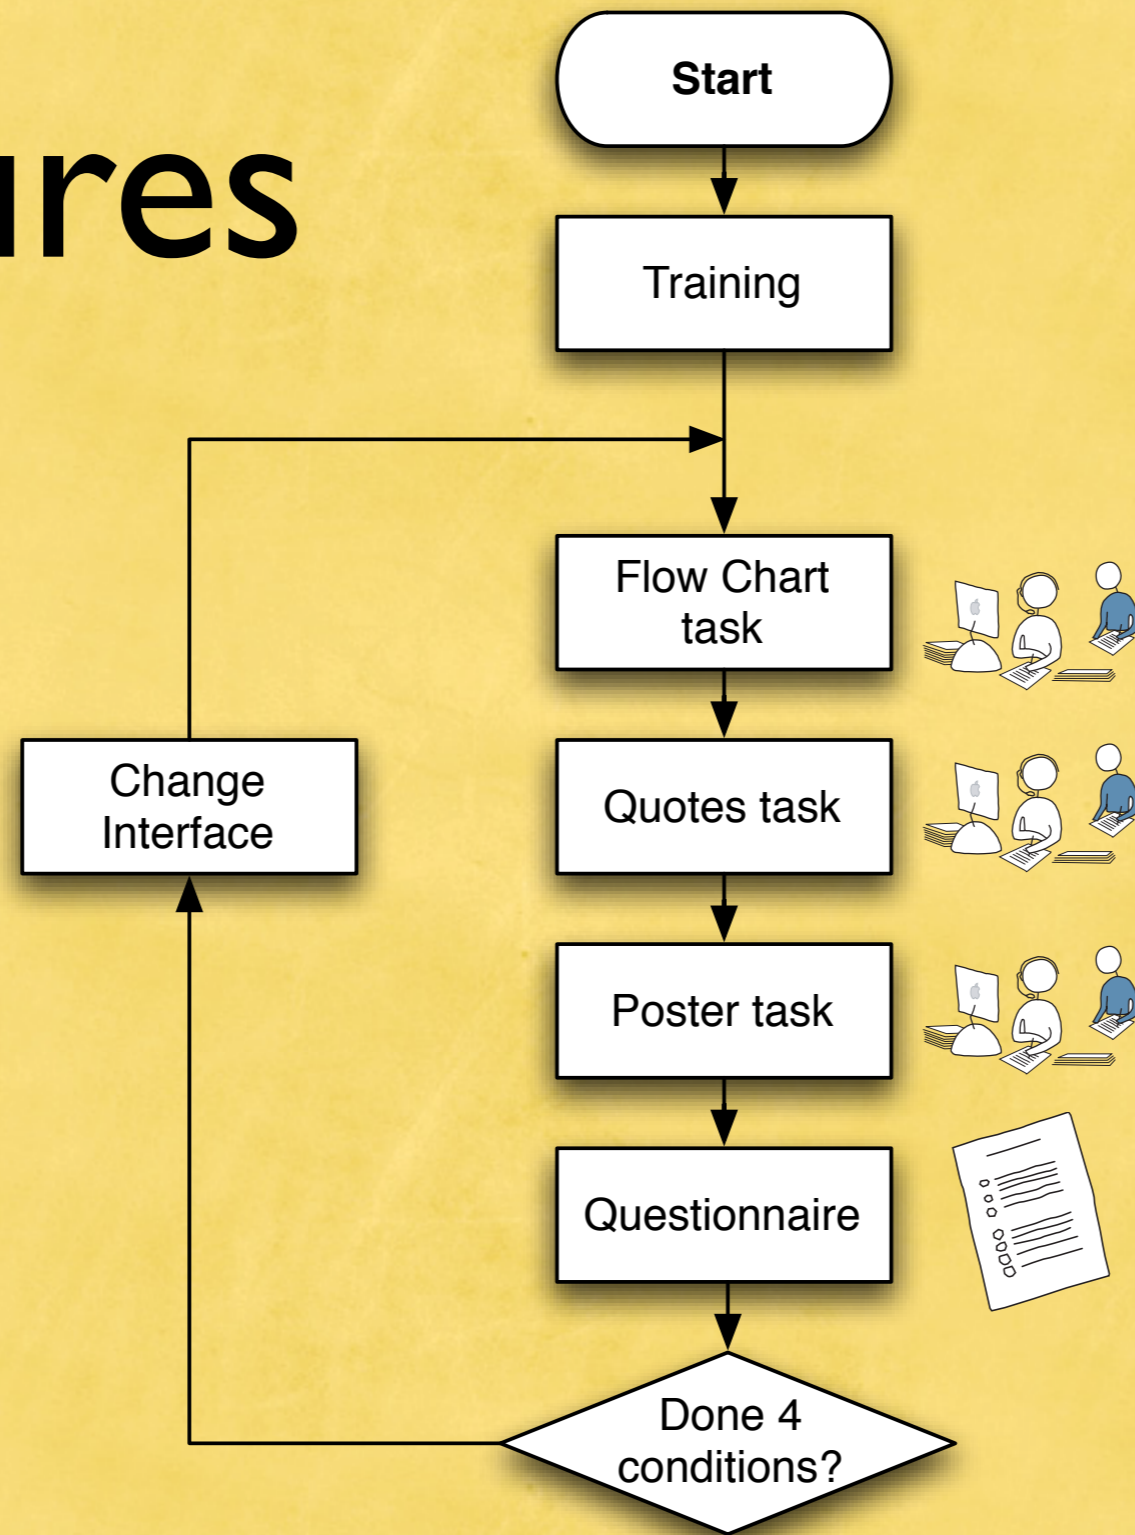 ures
Start
Training
Flow Chart
task
Change
Interface
Quotes task
Poster task
Questionnaire
Done 4
conditions?